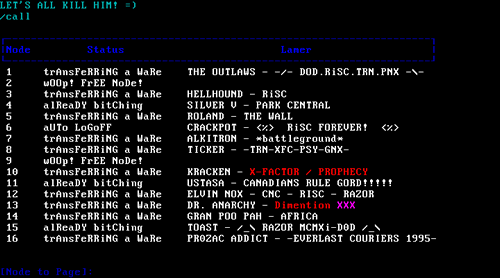 LET'S ALL KILL HIM! =)
/call
Node Status Lamer
1 trAnsFeRRiNG a WaRe THE OUTLAWS - -/- DOD.RiSC.TRN.PNX -\-
2 wOOp! FrEE NoDe!
3 trAnsFeRRiNG a WaRe HELLHOUND - RiSC
4 alReaDY bitChing SILVER V - PARK CENTRAL
5 trAnsFeRRiNG a WaRe ROLAND - THE WALL
6 aUTo LoGoFF CRACKPOT - <%> RiSC FOREVER! <%>
7 trAnsFeRRiNG a WaRe ALKITRON - *battleground*
8 trAnsFeRRiNG a WaRe TICKER - -TRN-XFC-PSY-GNX-
9 wOOp! FrEE NoDe!
10 trAnsFeRRiNG a WaRe KRACKEN - X-FACTOR / PROPHECY
11 alReaDY bitChing USTASA - CANADIANS RULE GORD!!!!!
12 trAnsFeRRiNG a WaRe ELVIN NOX - CNC - RISC - RAZOR
13 trAnsFeRRiNG a WaRe DR. ANARCHY - Dimention XXX
14 trAnsFeRRiNG a WaRe GRAN POO PAH - AFRICA
15 alReaDY bitChing TOAST - /_\ RAZOR MCMXi-D0D /_\
16 trAnsFeRRiNG a WaRe PROZAC ADDICT - -EVERLAST COURIERS 1995-
[Node to Page]: